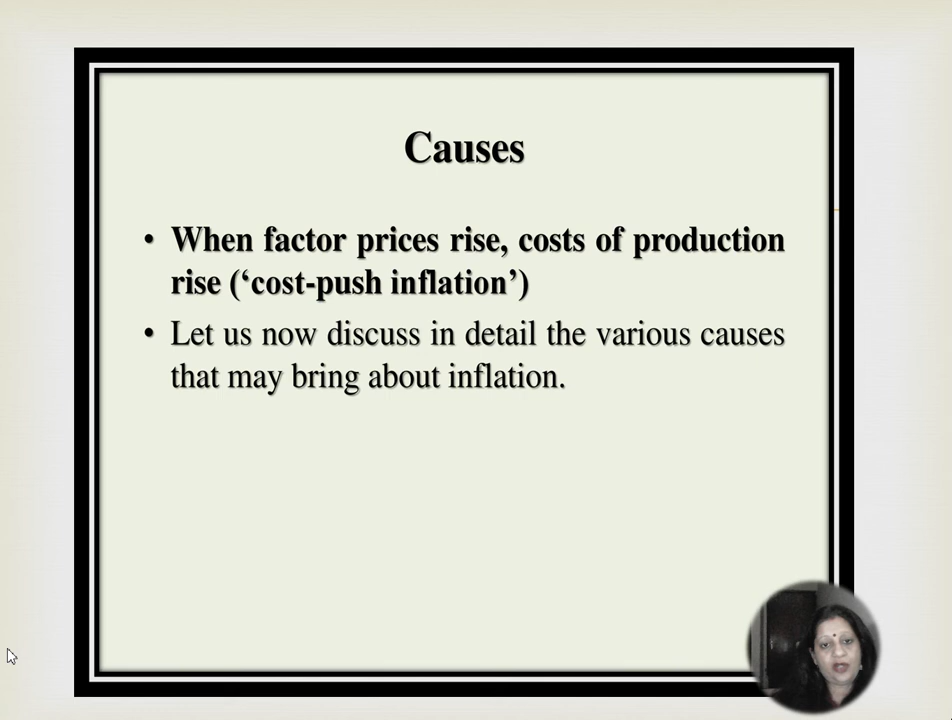 Causes
• When factor prices rise, costs of production
rise (‘cost-push inflation’)
• Let us now discuss in detail the various causes
that may bring about inflation.